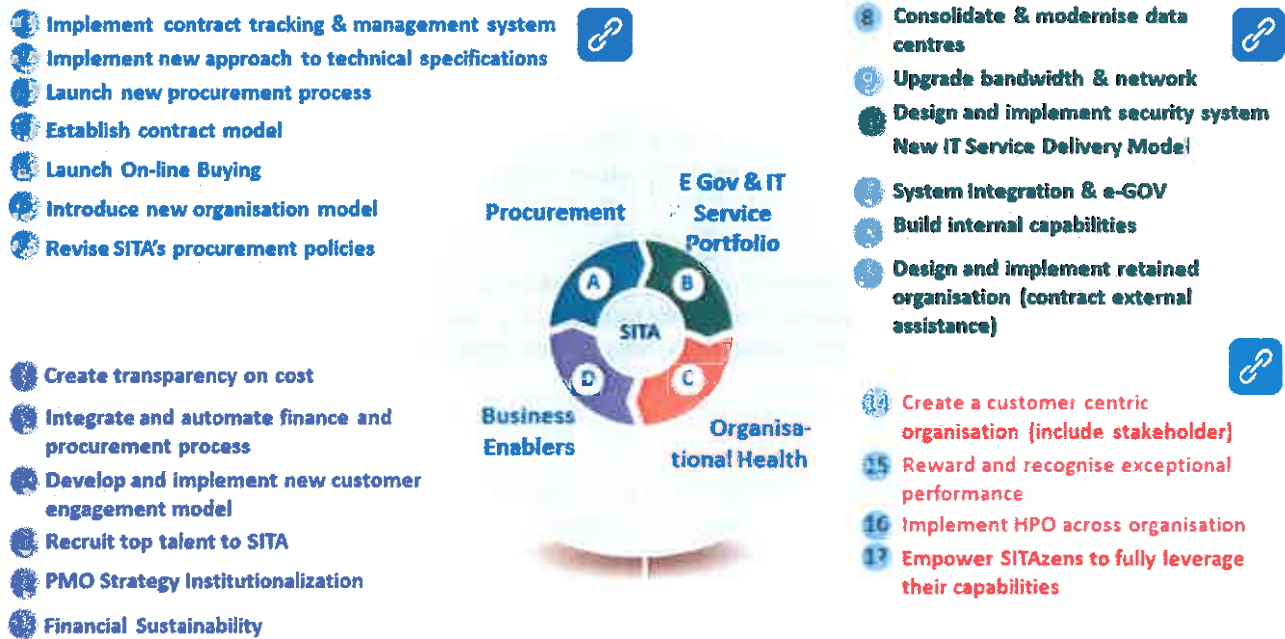 Implement contract tracking & management system
Implement new approach to technical specifications
Launch new procurement process
Establish contract model
Launch On-line Buying
Introduce new organisation model
Revise SITA's procurement policies
8 Consolidate & modernise data
centres
9 Upgrade bandwidth & network
Design and implement security system
New IT Service Delivery Model
System Integration & e-GOV
Build internal capabilities
Design and implement retained
organisation (contract external
assistance)
Procurement
E Gov & IT
Service
Portfolio
A
B
SITA
D
C
Business
Enablers
Organisa-
tional Health
Create transparency on cost
Integrate and automate finance and
procurement process
Develop and implement new customer
engagement model
Recruit top talent to SITA
PMO Strategy Institutionalization
Financial Sustainability
14 Create a customer centric
organisation (include stakeholder)
15 Reward and recognise exceptional
performance
16 Implement HPO across organisation
17 Empower SITAzens to fully leverage
their capabilities